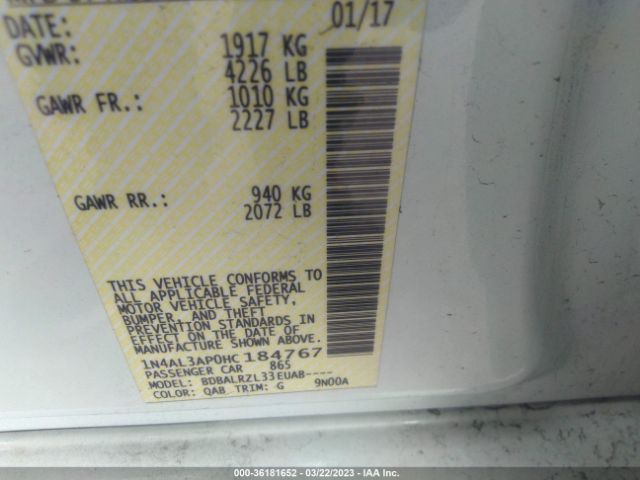 DATE: 01/17
GVWR: 1917 KG
4226 LB
GAWR FR.: 1010 KG
2227 LB
GAWR RR.: 940 KG
2072 LB
THIS VEHICLE CONFORMS TO
ALL APPLICABLE FEDERAL
MOTOR VEHICLE SAFETY,
BUMPER, AND THEFT
PREVENTION STANDARDS IN
EFFECT ON THE DATE OF
MANUFACTURE SHOWN ABOVE.
1N4AL3AP0HC184767
PASSENGER CAR 865
MODEL: BDBALRZL33EUAB----
COLOR: QAB TRIM: G 9N00A
000-36181652 - 03/22/2023 - IAA Inc.